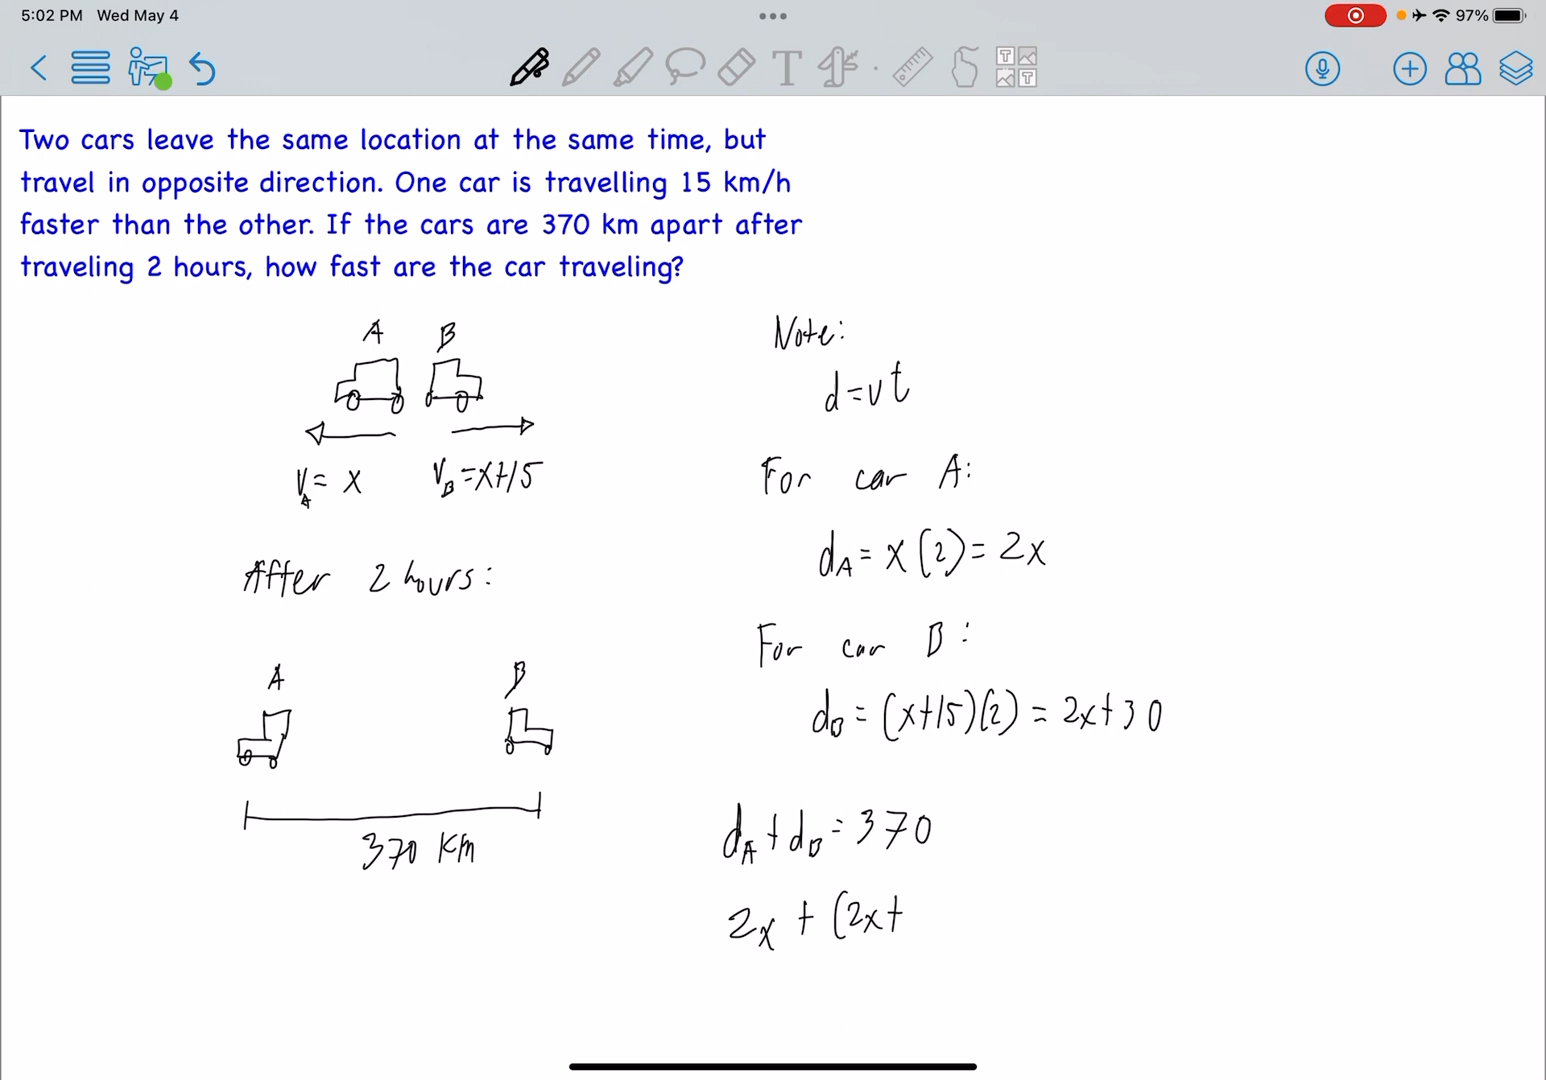 5:02 PM Wed May 4
97%
Two cars leave the same location at the same time, but
travel in opposite direction. One car is travelling 15 km/h
faster than the other. If the cars are 370 km apart after
traveling 2 hours, how fast are the car traveling?
A B
V_A = x V_B = x+15
After 2 hours:
A B
370 Km
Note:
d = vt
For car A:
d_A = x(2) = 2x
For car B:
d_B = (x+15)(2) = 2x+30
d_A + d_B = 370
2x + (2x+